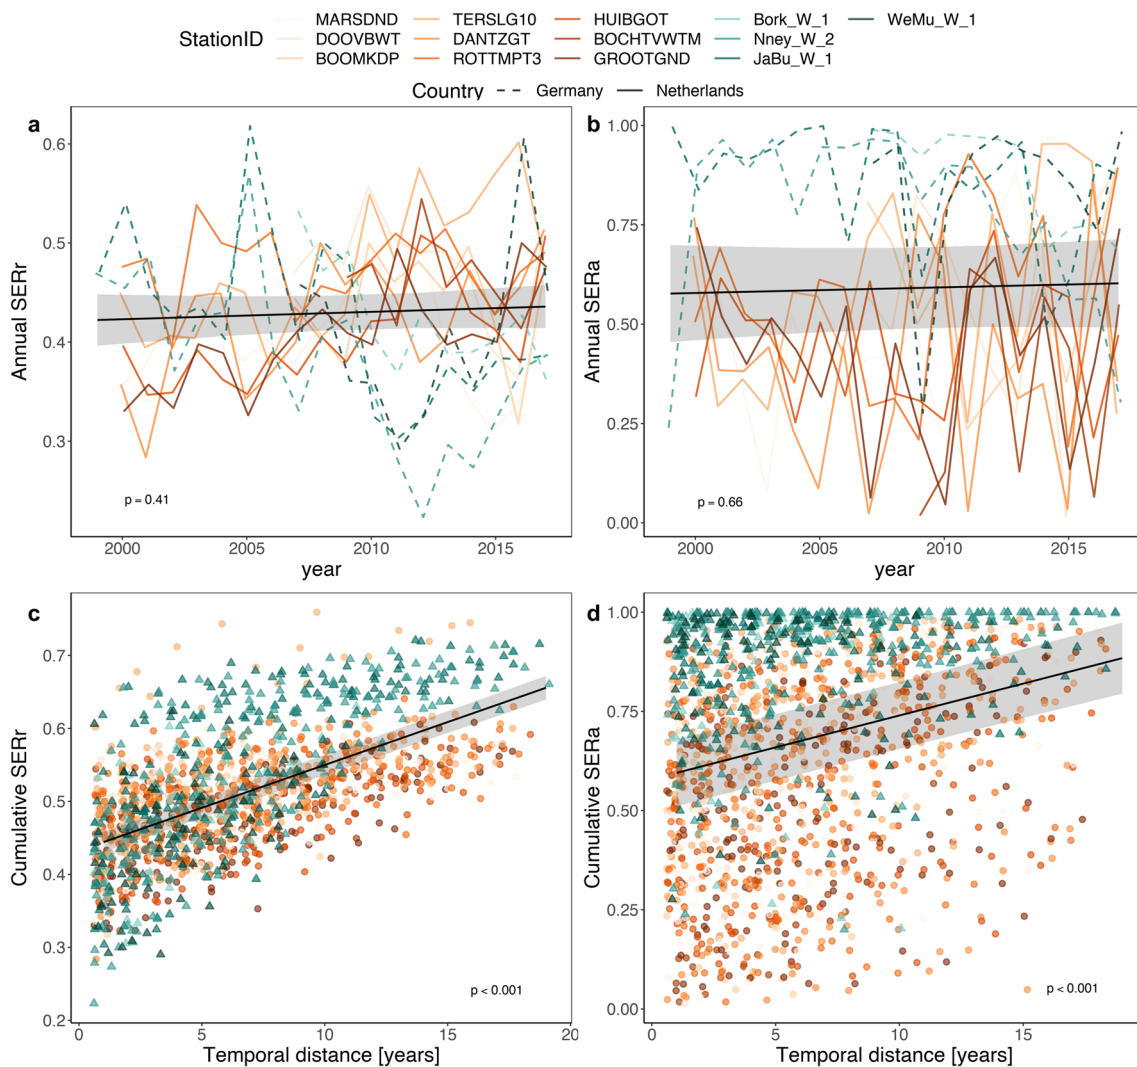 StationID
MARSDND TERSLG10 HUIBGOT Bork_W_1 WeMu_W_1
DOOVBWT DANTZGT BOCHTVWTM Nney_W_2
BOOMKDP ROTTMPT3 GROOTGND JaBu_W_1
Country Germany Netherlands
a
Annual SERr
0.6
0.5
0.4
0.3
p = 0.41
2000 2005 2010 2015
year
b
Annual SERa
1.00
0.75
0.50
0.25
0.00
p = 0.66
2000 2005 2010 2015
year
c
Cumulative SERr
0.7
0.6
0.5
0.4
0.3
0.2
p < 0.001
0 5 10 15 20
Temporal distance [years]
d
Cumulative SERa
1.00
0.75
0.50
0.25
0.00
p < 0.001
0 5 10 15
Temporal distance [years]